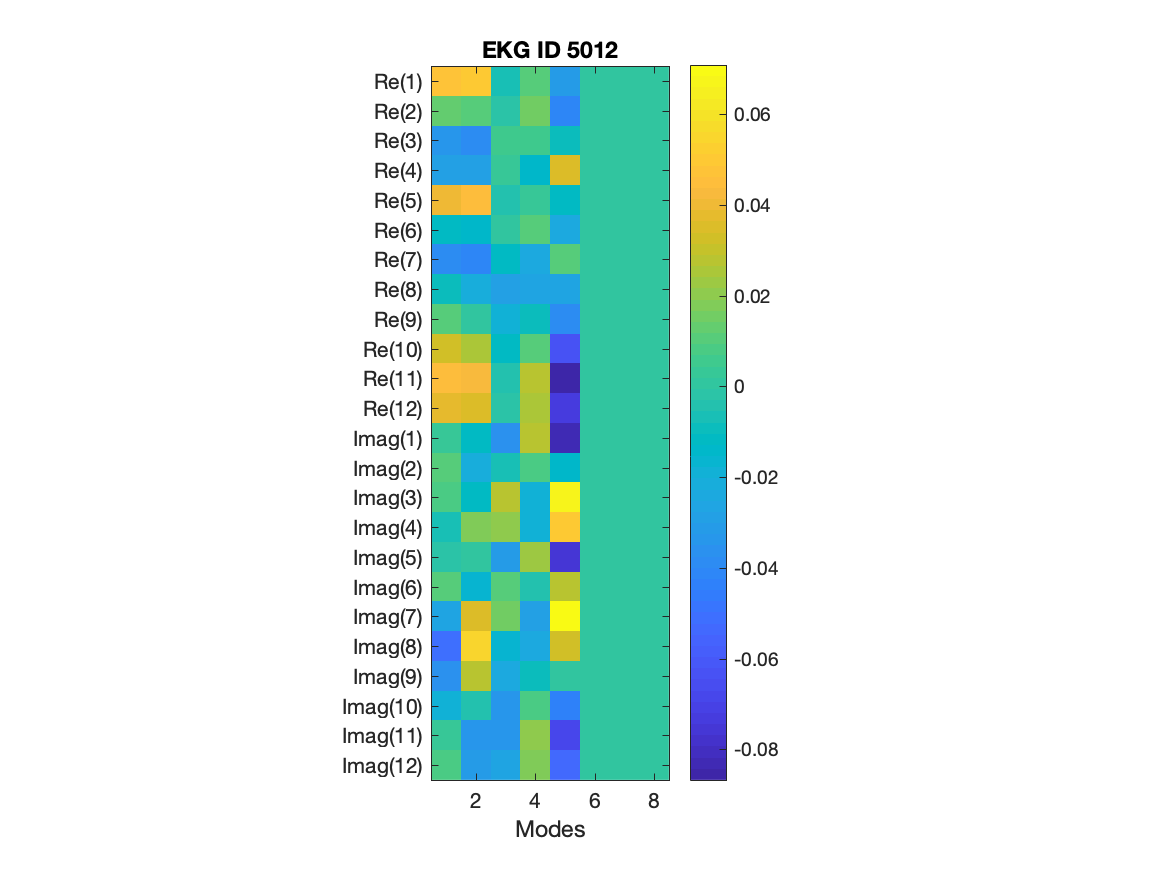 EKG ID 5012
Re(1)
Re(2)
Re(3)
Re(4)
Re(5)
Re(6)
Re(7)
Re(8)
Re(9)
Re(10)
Re(11)
Re(12)
Imag(1)
Imag(2)
Imag(3)
Imag(4)
Imag(5)
Imag(6)
Imag(7)
Imag(8)
Imag(9)
Imag(10)
Imag(11)
Imag(12)
2 4 6 8
Modes
0.06
0.04
0.02
0
-0.02
-0.04
-0.06
-0.08